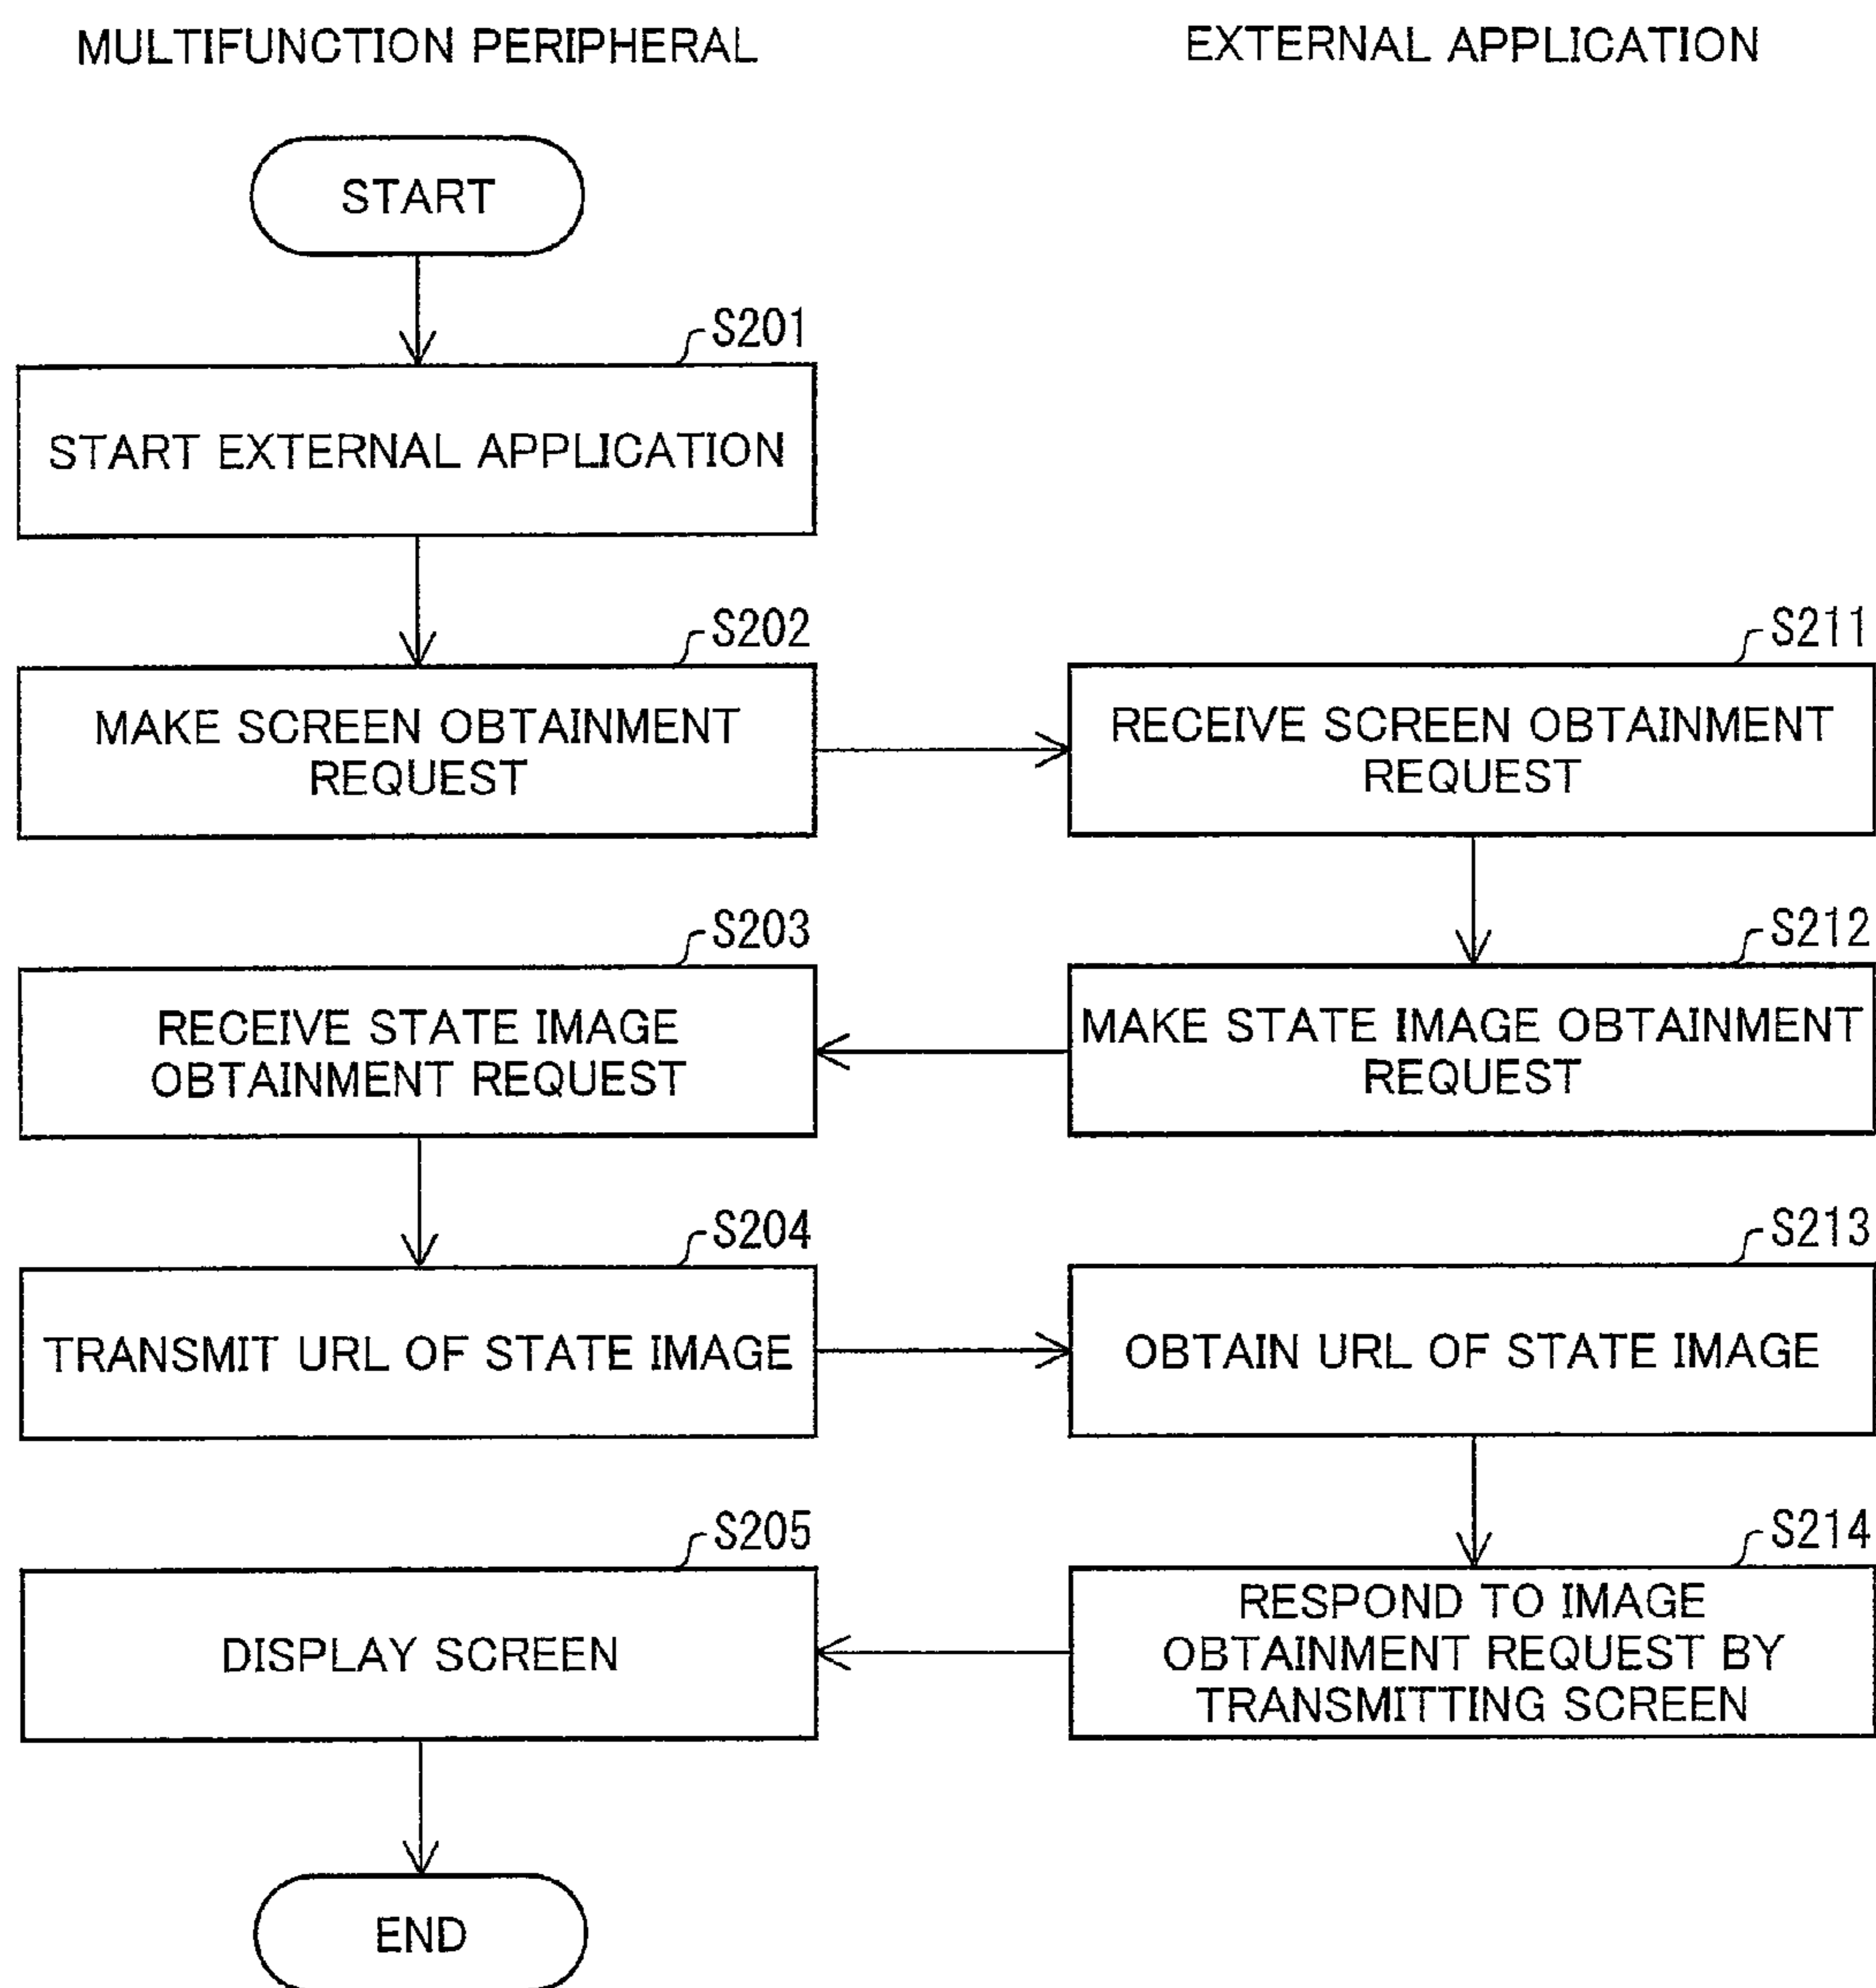 MULTIFUNCTION PERIPHERAL
EXTERNAL APPLICATION
START
S201
START EXTERNAL APPLICATION
S202
MAKE SCREEN OBTAINMENT
REQUEST
S211
RECEIVE SCREEN OBTAINMENT
REQUEST
S203
RECEIVE STATE IMAGE
OBTAINMENT REQUEST
S212
MAKE STATE IMAGE OBTAINMENT
REQUEST
S204
TRANSMIT URL OF STATE IMAGE
S213
OBTAIN URL OF STATE IMAGE
S205
DISPLAY SCREEN
S214
RESPOND TO IMAGE
OBTAINMENT REQUEST BY
TRANSMITTING SCREEN
END